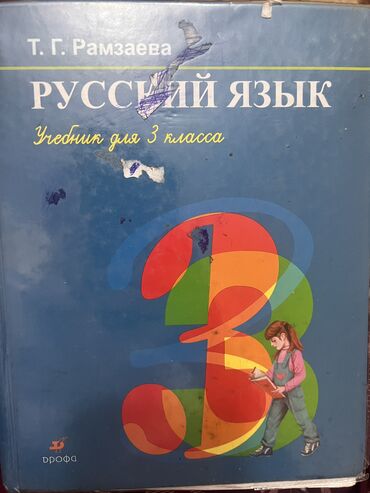 Т. Г. Рамзаева
РУССКИЙ ЯЗЫК
Учебник для 3 класса
3
дрофа